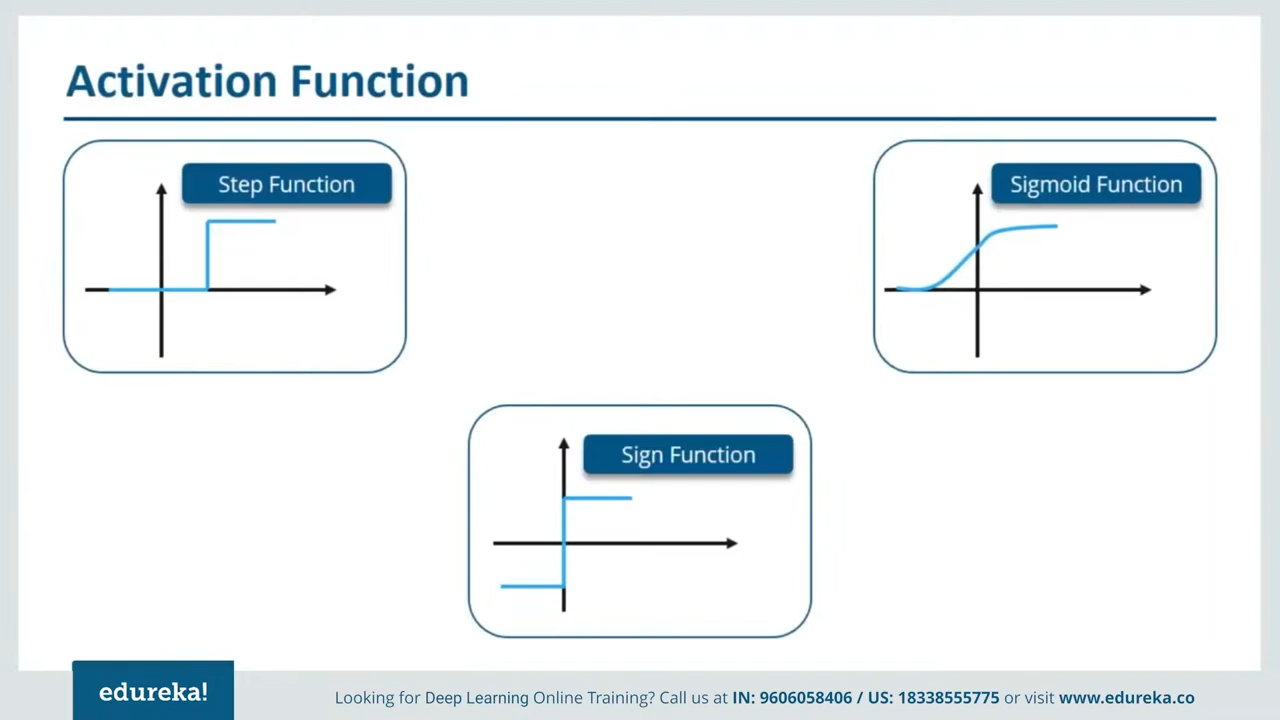 Activation Function
Step Function
Sigmoid Function
Sign Function
edureka!
Looking for Deep Learning Online Training? Call us at IN: 9606058406 / US: 18338555775 or visit www.edureka.co